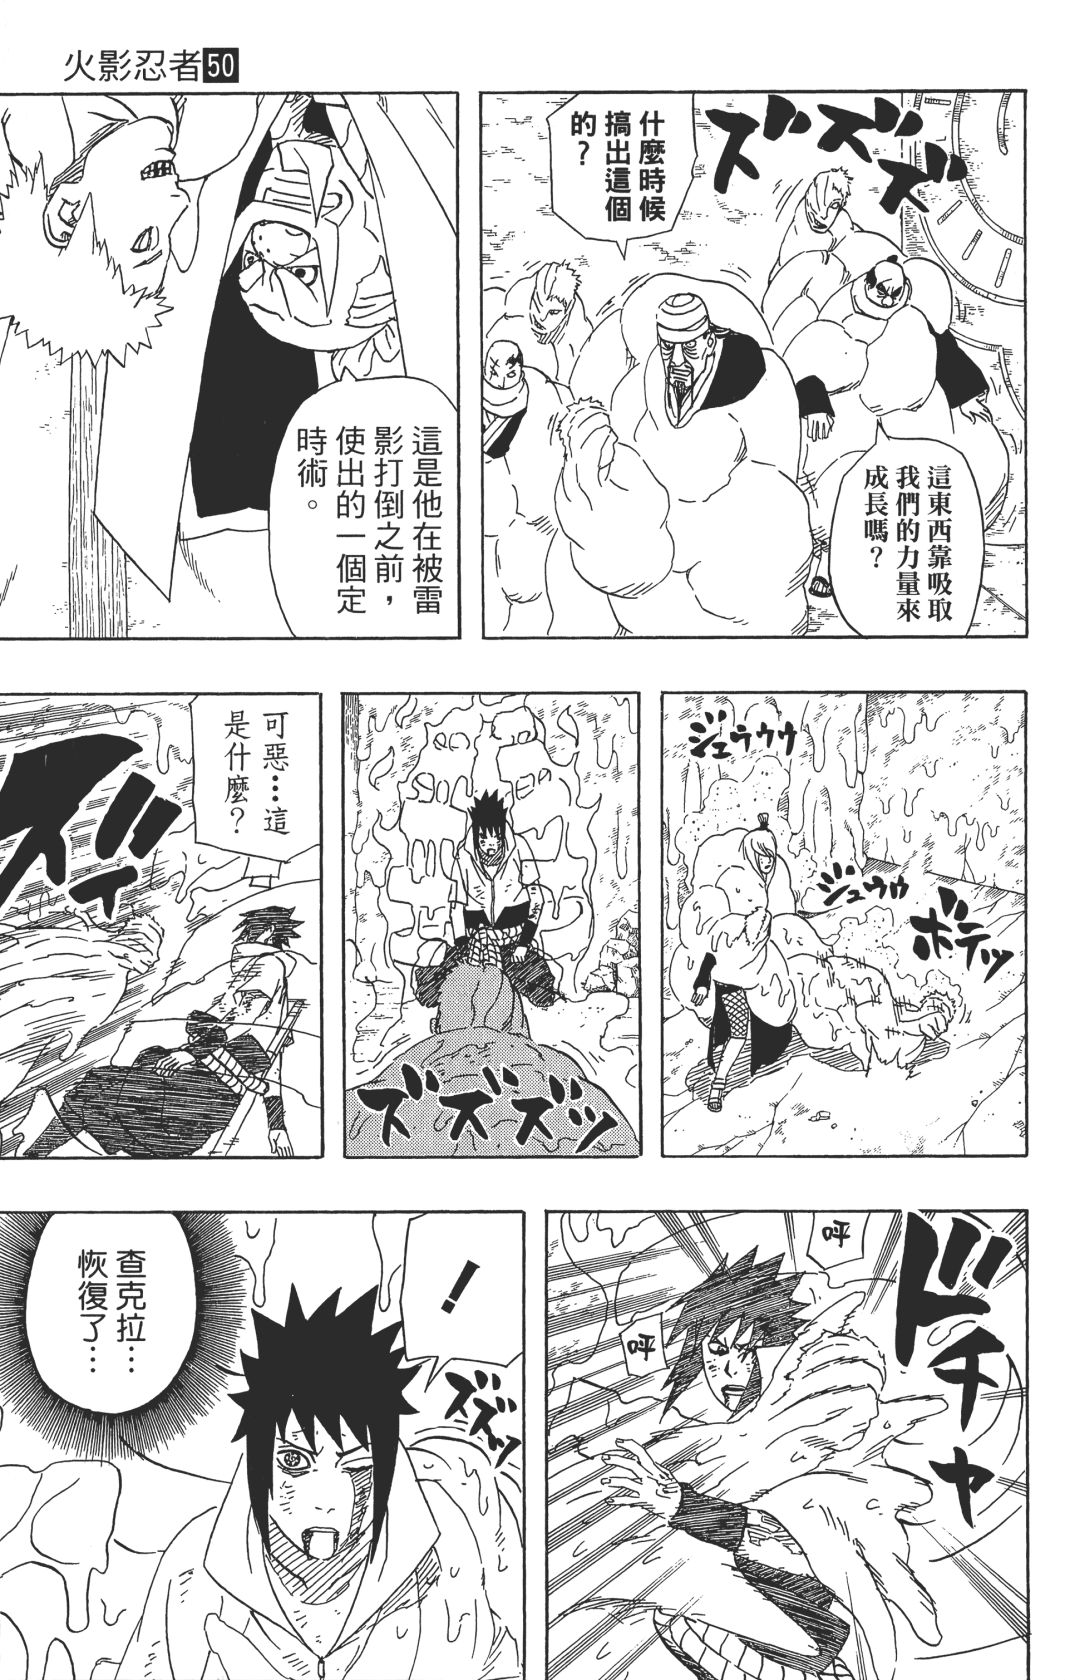 火影忍者50
ズズズズ
什麼時候
搞出這個
的？
這東西靠吸取
我們的力量來
成長嗎？
這是他在被雷
影打倒之前，
使出的一個定
時術。
ジュウウウ
ジュウウ
ボテッ
ズズズッ
可惡…這
是什麼？
ズズッ
ドチャ
呼
呼
！
ズズッ
查克拉…
恢復了…